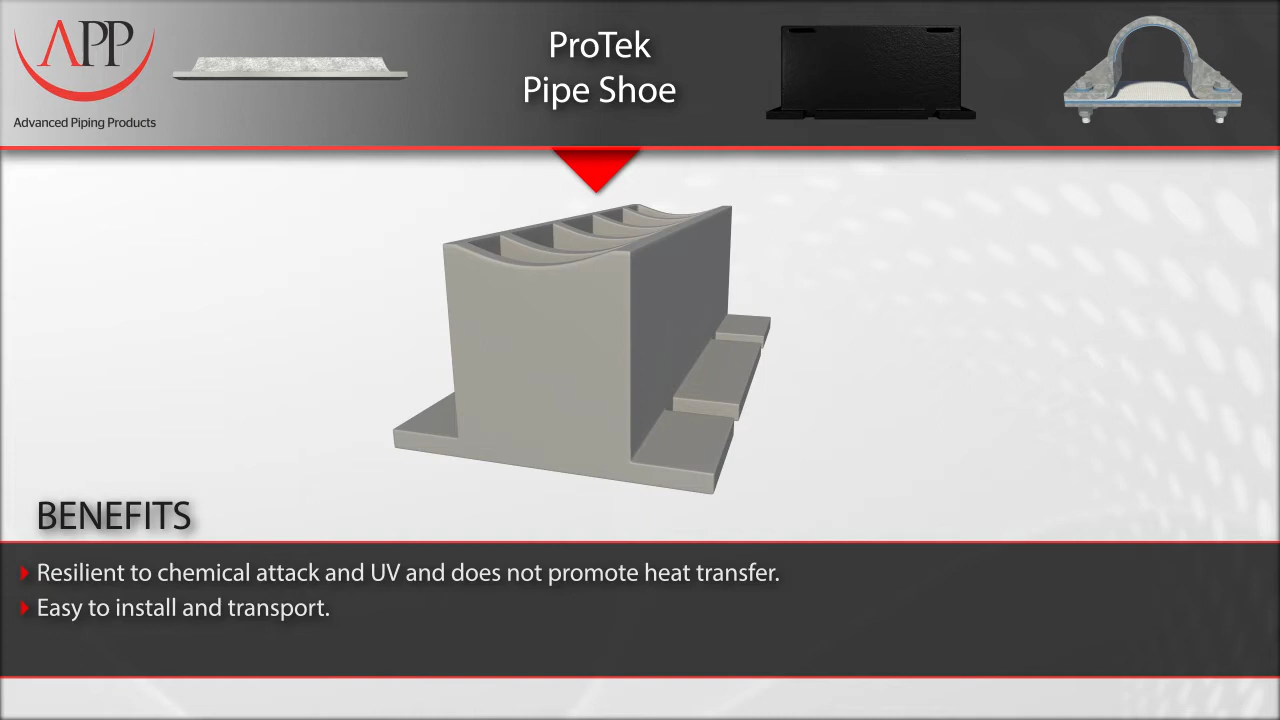 APP
Advanced Piping Products
ProTek
Pipe Shoe
BENEFITS
Resilient to chemical attack and UV and does not promote heat transfer.
Easy to install and transport.